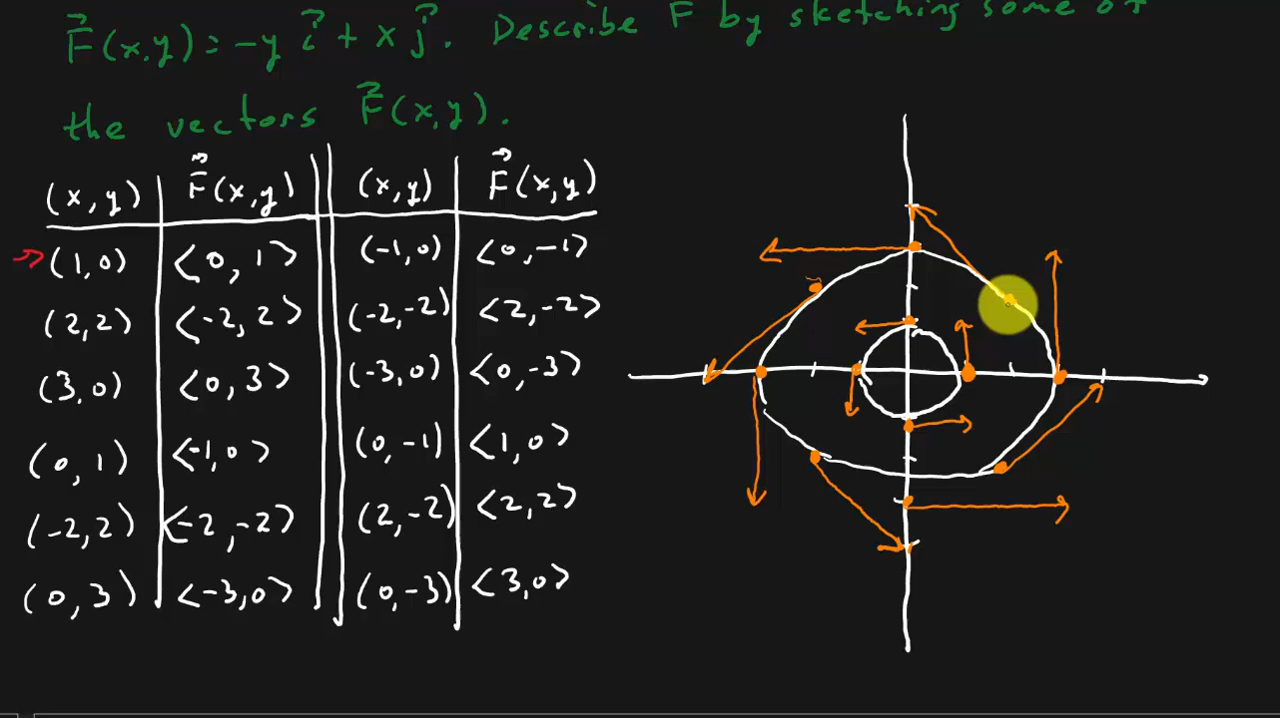 F⃗(x,y) = -y i⃗ + x j⃗. Describe F by sketching some of
the vectors F⃗(x,y).
(x,y) F⃗(x,y) (x,y) F⃗(x,y)
→ (1,0) <0,1> (-1,0) <0,-1>
(2,2) <-2,2> (-2,-2) <2,-2>
(3,0) <0,3> (-3,0) <0,-3>
(0,1) <-1,0> (0,-1) <1,0>
(-2,2) <-2,-2> (2,-2) <2,2>
(0,3) <-3,0> (0,-3) <3,0>